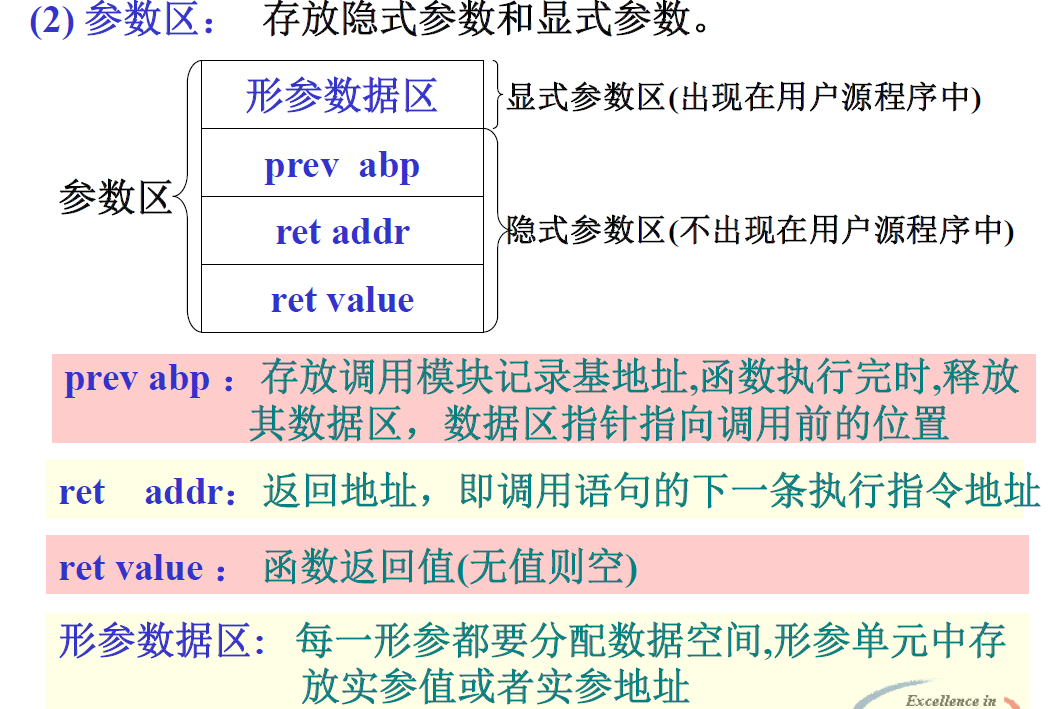 (2) 参数区： 存放隐式参数和显式参数。
形参数据区
显式参数区(出现在用户源程序中)
prev abp
参数区
ret addr
隐式参数区(不出现在用户源程序中)
ret value
prev abp ：存放调用模块记录基地址,函数执行完时,释放
其数据区，数据区指针指向调用前的位置
ret addr：返回地址，即调用语句的下一条执行指令地址
ret value ： 函数返回值(无值则空)
形参数据区: 每一形参都要分配数据空间,形参单元中存
放实参值或者实参地址
Excellence in